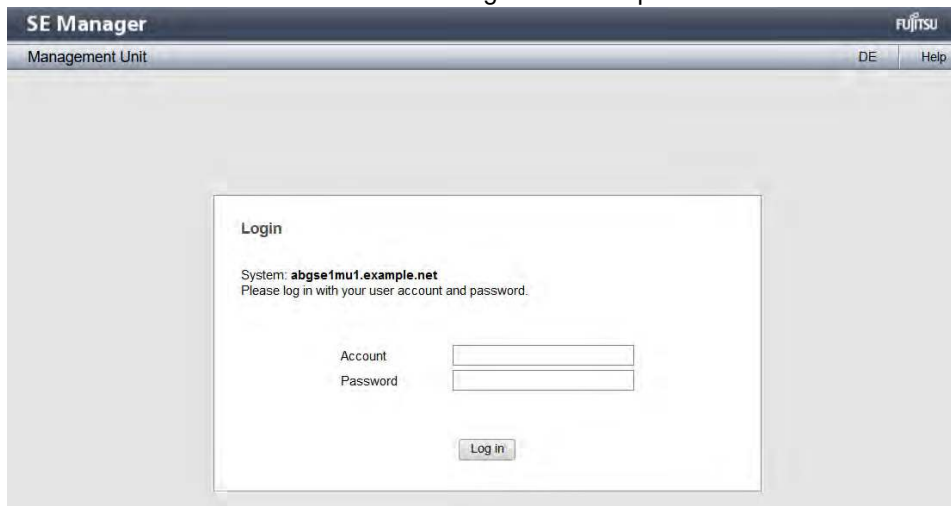 SE Manager FUJITSU
Management Unit DE Help
Login
System: abgse1mu1.example.net
Please log in with your user account and password.
Account
Password
Log in